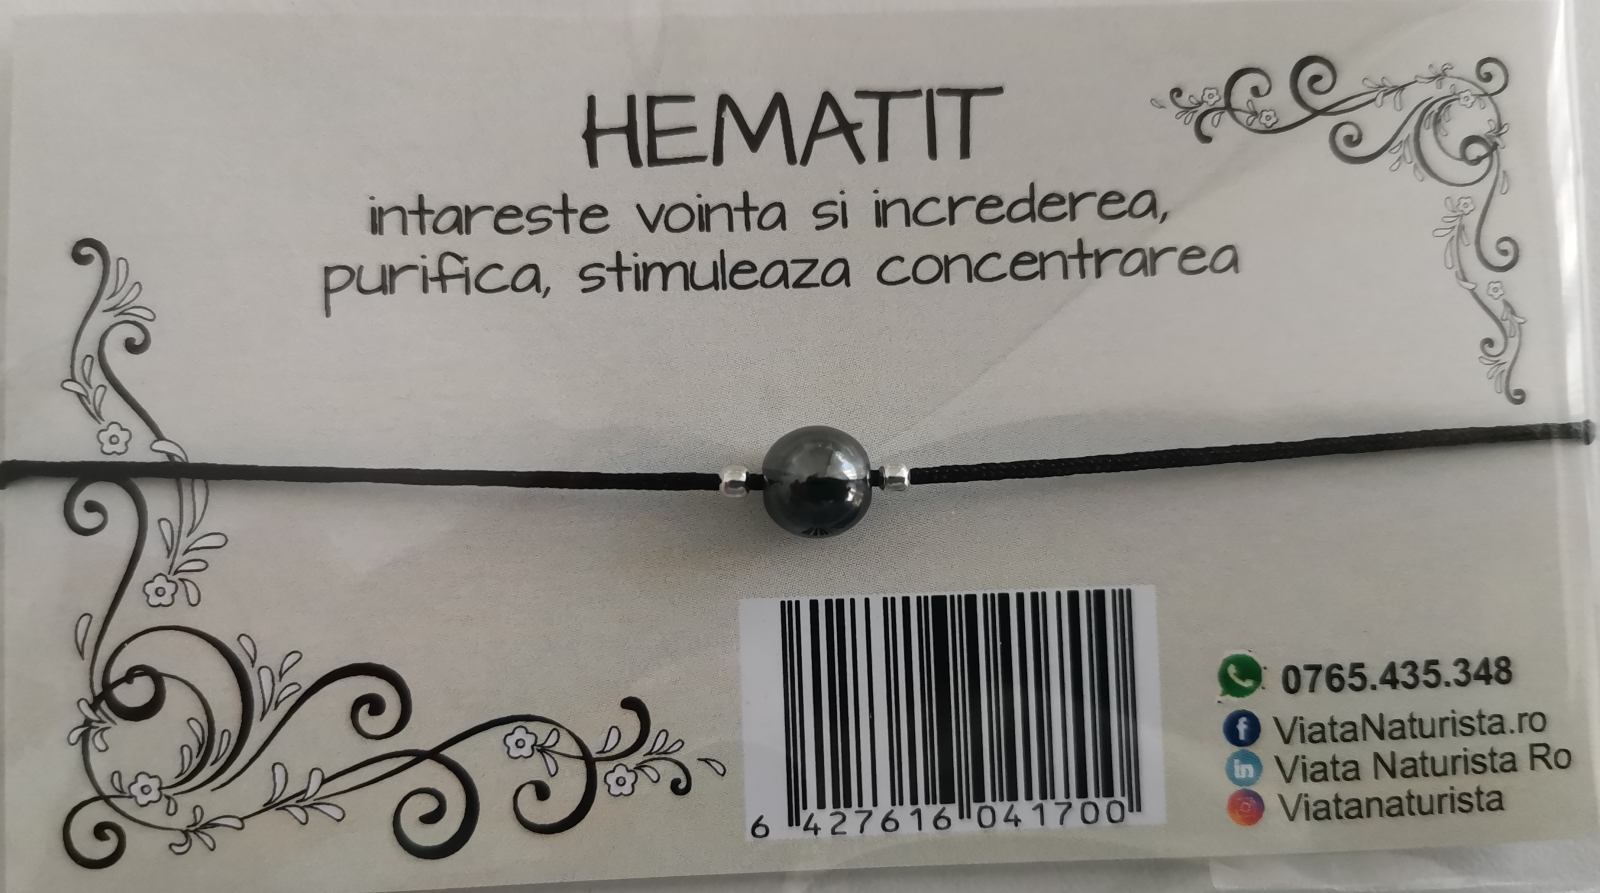 HEMATIT
intareste vointa si increderea,
purifica, stimuleaza concentrarea
6 427616 041700
0765.435.348
ViataNaturista.ro
Viata Naturista Ro
Viatanaturista